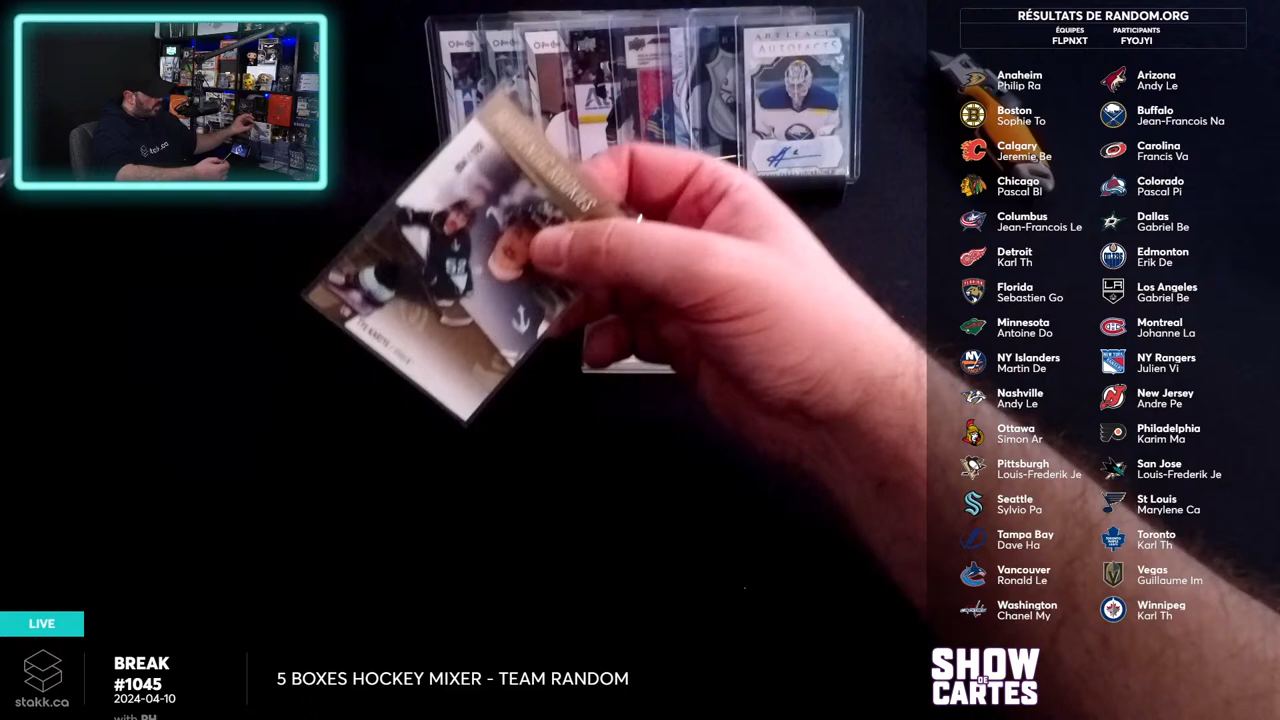 RÉSULTATS DE RANDOM.ORG
ÉQUIPES
FLPNXT
PARTICIPANTS
FYOJYI
Anaheim
Philip Ra
Arizona
Andy Le
Boston
Sophie To
Buffalo
Jean-Francois Na
Calgary
Jeremie Be
Carolina
Francis Va
Chicago
Pascal Bl
Colorado
Pascal Pi
Columbus
Jean-Francois Le
Dallas
Gabriel Be
Detroit
Karl Th
Edmonton
Erik De
Florida
Sebastien Go
Los Angeles
Gabriel Be
Minnesota
Antoine Do
Montreal
Johanne La
NY Islanders
Martin De
NY Rangers
Julien Vi
Nashville
Andy Le
New Jersey
Andre Pe
Ottawa
Simon Ar
Philadelphia
Karim Ma
Pittsburgh
Louis-Frederik Je
San Jose
Louis-Frederik Je
Seattle
Sylvio Pa
St Louis
Marylene Ca
Tampa Bay
Dave Ha
Toronto
Karl Th
Vancouver
Ronald Le
Vegas
Guillaume Im
Washington
Chanel My
Winnipeg
Karl Th
ARTIFACTS
AUTOFACTS
LIVE
stakk.ca
BREAK
#1045
2024-04-10
with PH
5 BOXES HOCKEY MIXER - TEAM RANDOM
SHOW
DE
CARTES